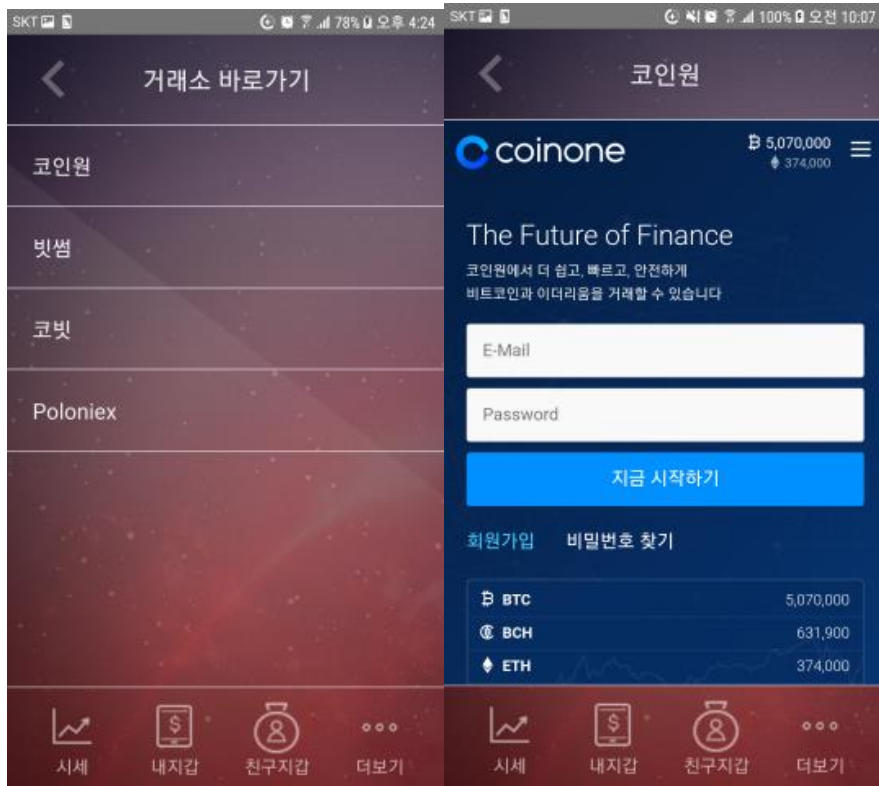 SKT 78% 오후 4:24
거래소 바로가기
코인원
빗썸
코빗
Poloniex
시세 내지갑 친구지갑 더보기
SKT 100% 오전 10:07
코인원
coinone
5,070,000
374,000
The Future of Finance
코인원에서 더 쉽고, 빠르고, 안전하게
비트코인과 이더리움을 거래할 수 있습니다
E-Mail
Password
지금 시작하기
회원가입 비밀번호 찾기
BTC 5,070,000
BCH 631,900
ETH 374,000
시세 내지갑 친구지갑 더보기